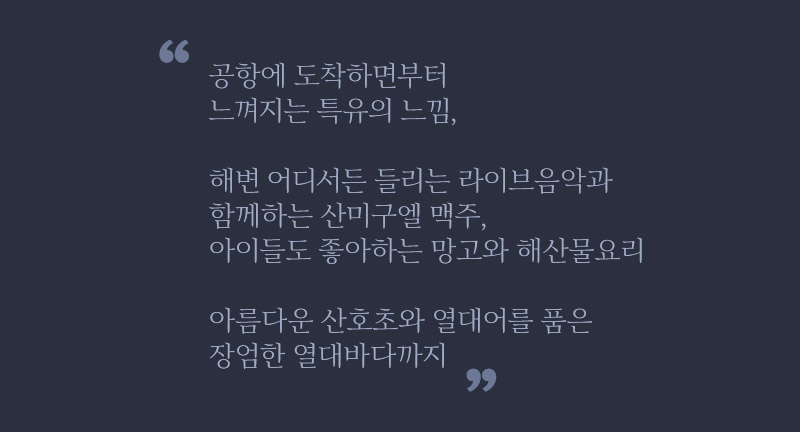 “
공항에 도착하면부터
느껴지는 특유의 느낌,
해변 어디서든 들리는 라이브음악과
함께하는 산미구엘 맥주,
아이들도 좋아하는 망고와 해산물요리
아름다운 산호초와 열대어를 품은
장엄한 열대바다까지
”